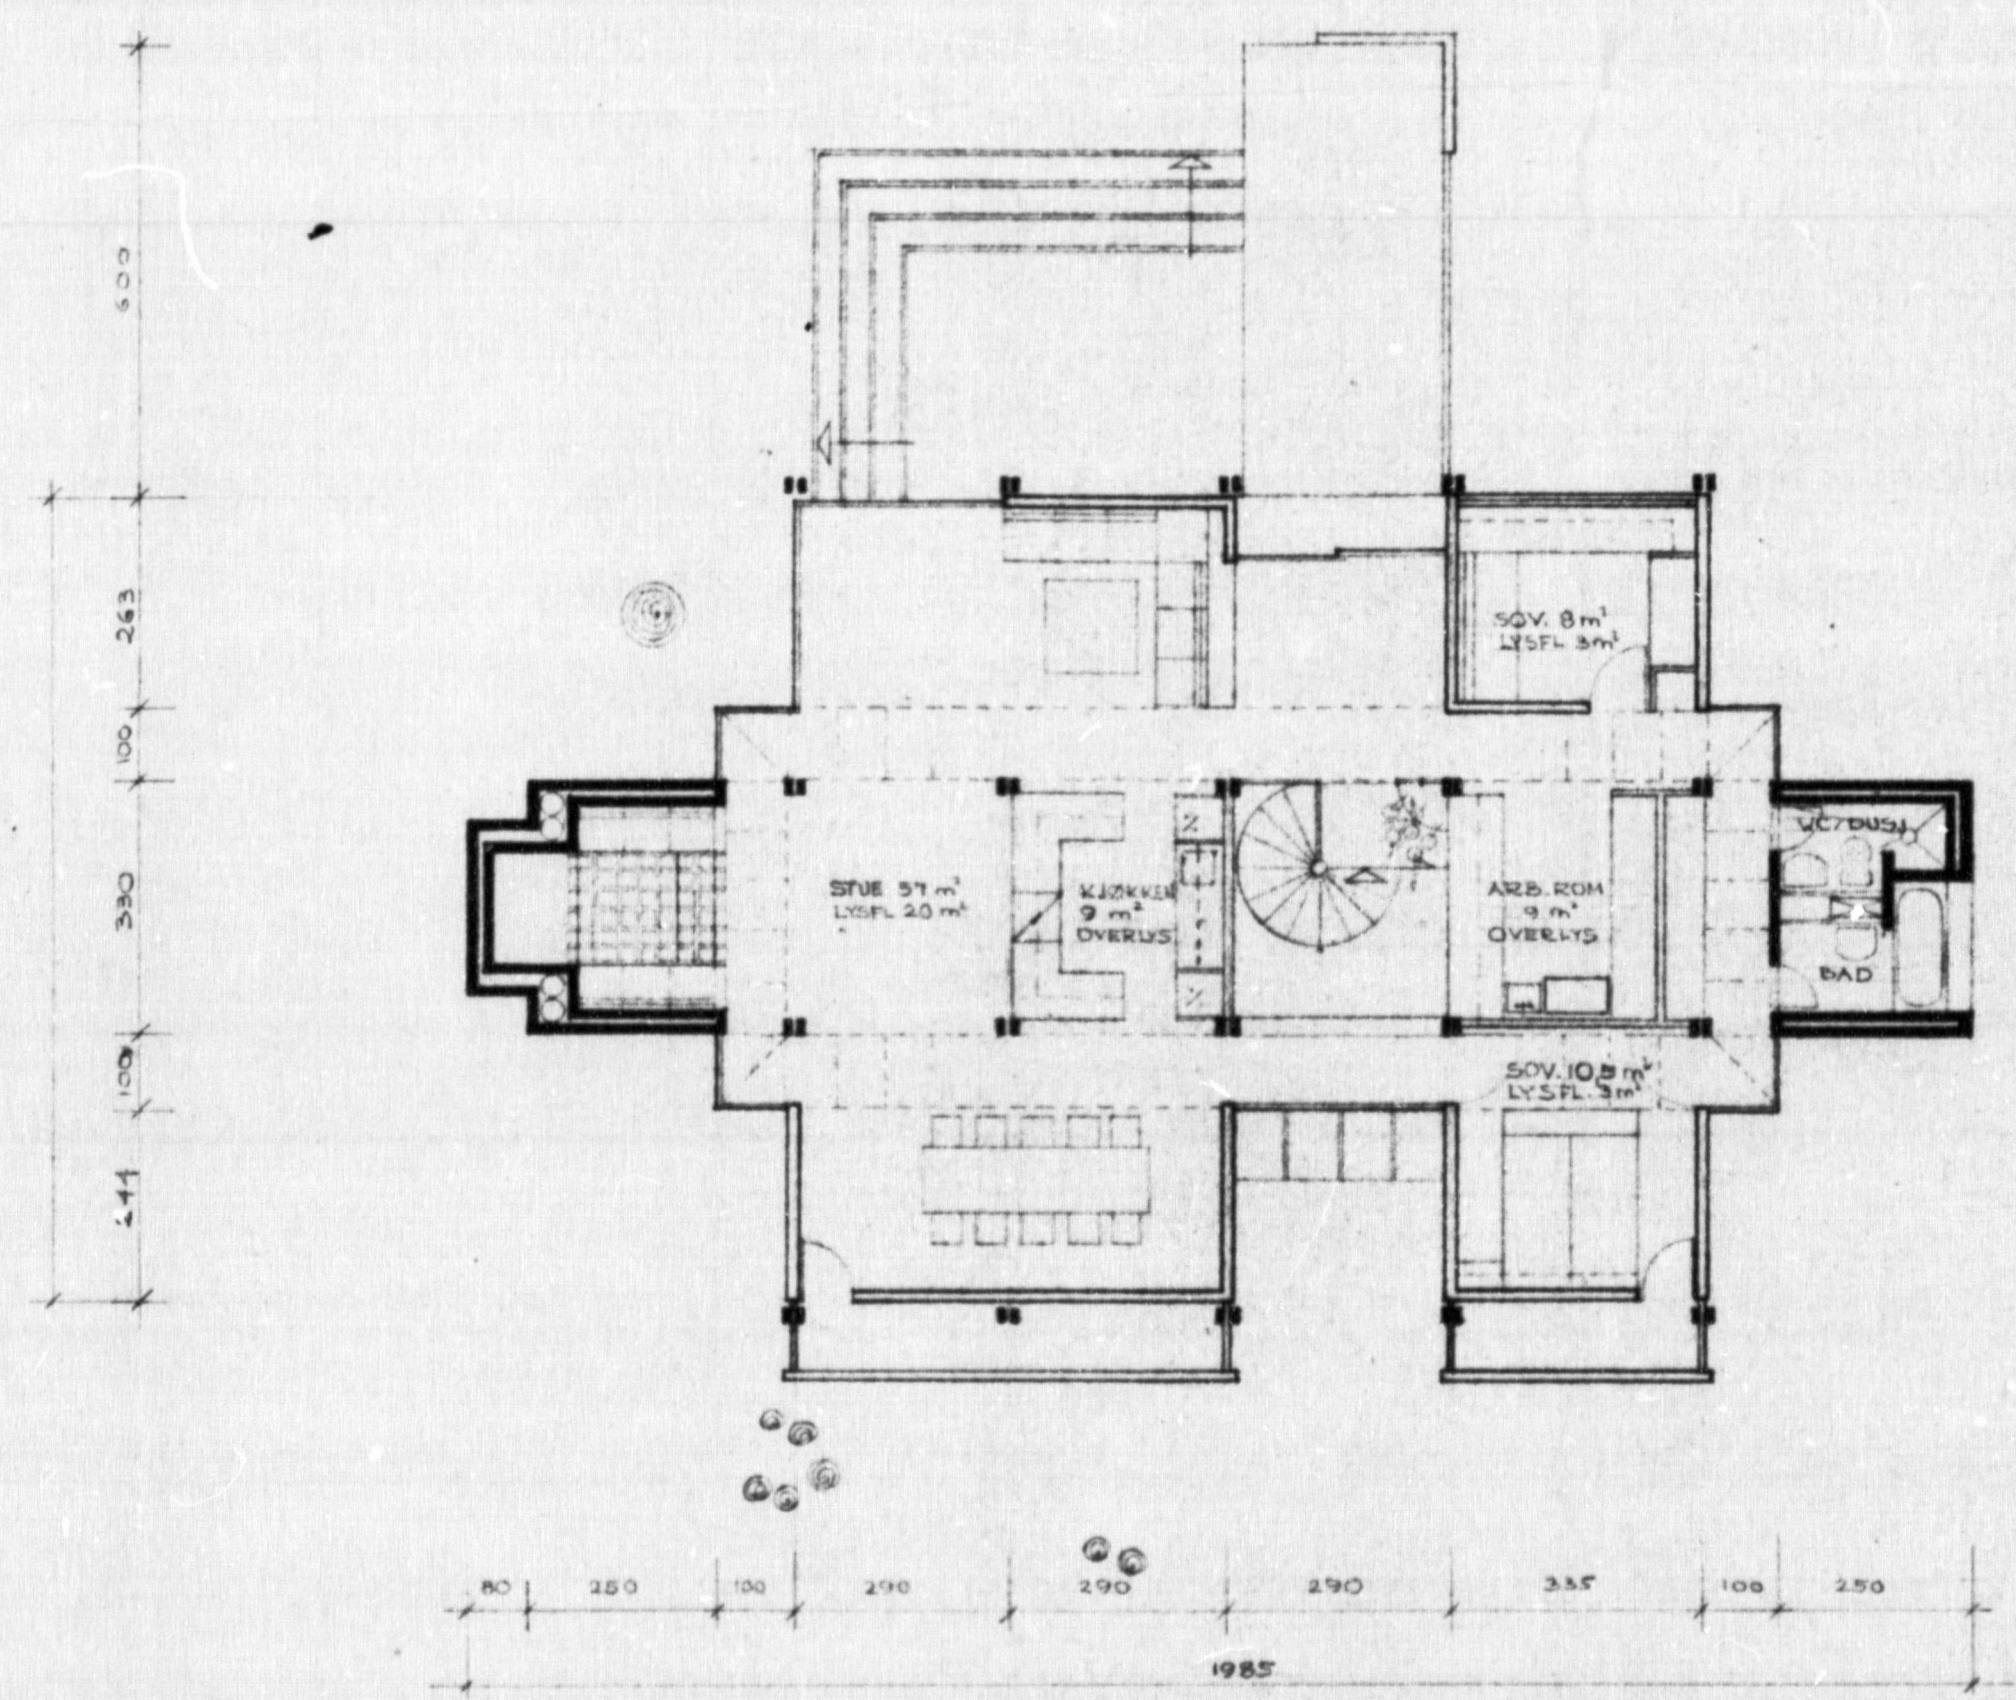 600
263
100
330
100
244
SOV. 8 m²
LYSFL 3 m²
STUE 57 m²
LYSFL 20 m²
KJØKKEN
9 m²
OVERLYS
ARB. ROM
9 m²
OVERLYS
WC/DUSJ
BAD
SOV. 10,5 m²
LYSFL. 3 m²
80 250 100 290 290 290 335 100 250
1985